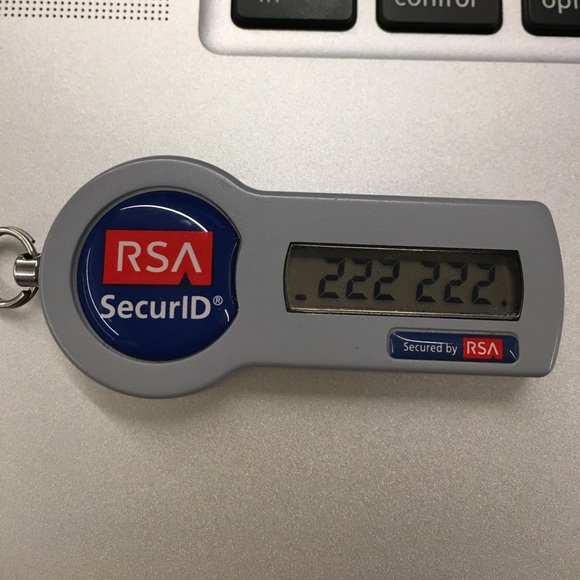 control
RSA
SecurID®
222 222
Secured by RSA